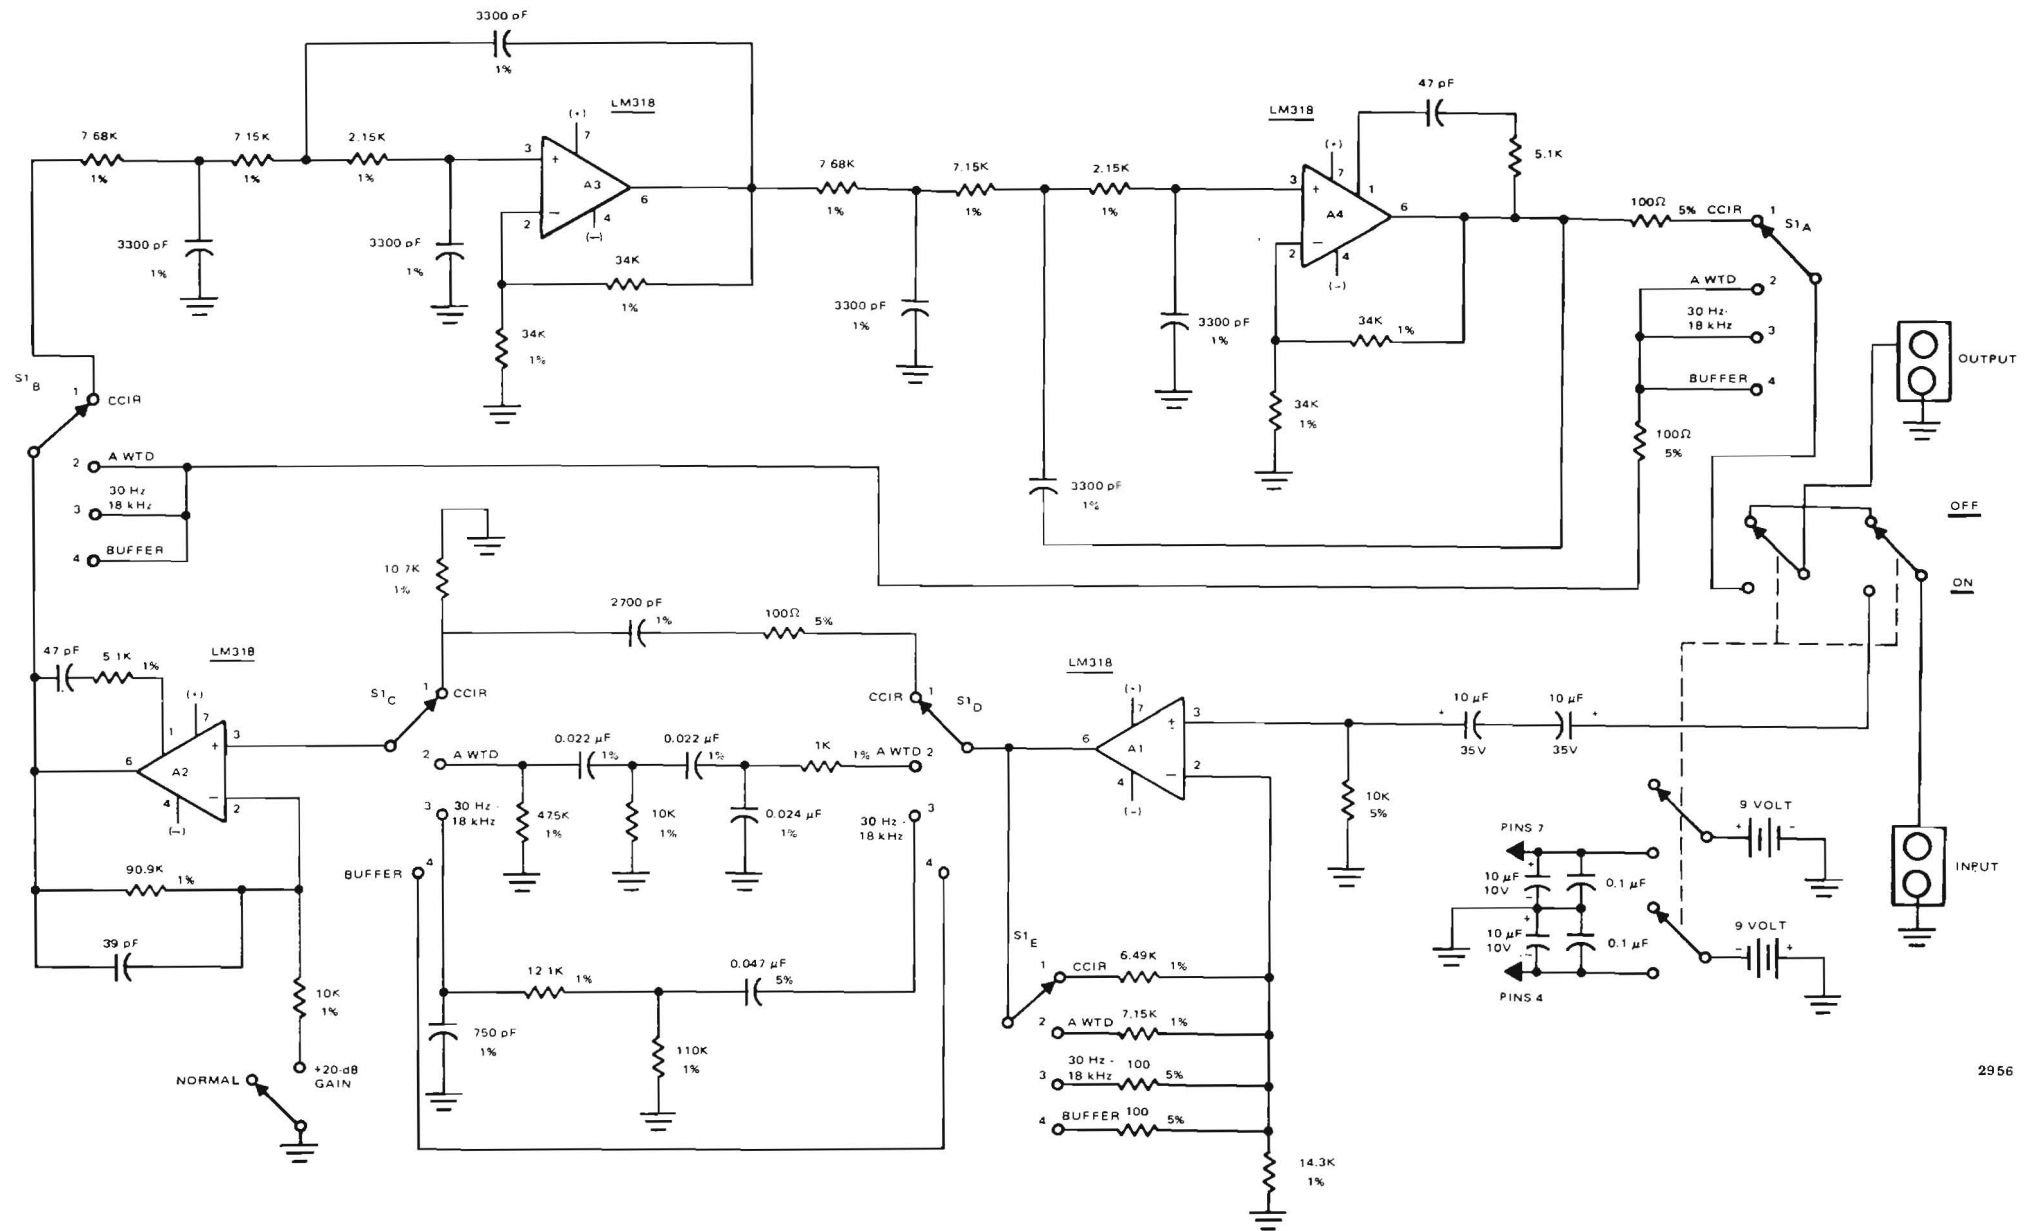 3300 pF
1%
LM318
7.68K
1%
7.15K
1%
2.15K
1%
3300 pF
1%
3300 pF
1%
(+)
7
3
+
A3
−
2
6
4
(−)
34K
1%
34K
1%
7.68K
1%
7.15K
1%
2.15K
1%
3300 pF
1%
3300 pF
1%
3300 pF
1%
LM318
47 pF
5.1K
(+)
7
1
3
+
A4
−
2
6
4
(−)
34K
1%
34K
1%
100Ω
5%
CCIR
1
S1A
A WTD
2
30 Hz-
18 kHz
3
BUFFER
4
100Ω
5%
OUTPUT
OFF
ON
INPUT
S1B
1
CCIR
2
A WTD
30 Hz
18 kHz
3
4
BUFFER
10.7K
1%
2700 pF
1%
100Ω
5%
47 pF
5.1K
1%
LM318
(+)
7
1
3
+
A2
−
2
6
4
(−)
90.9K
1%
39 pF
10K
1%
NORMAL
+20-dB
GAIN
S1C
1
CCIR
2
A WTD
3
30 Hz -
18 kHz
BUFFER
4
0.022 µF
1%
0.022 µF
1%
1K
1%
475K
1%
10K
1%
0.024 µF
1%
CCIR
1
S1D
A WTD
2
30 Hz -
18 kHz
3
4
12.1K
1%
0.047 µF
5%
750 pF
1%
110K
1%
LM318
(+)
7
3
+
A1
−
2
6
4
(−)
10 µF
+
35V
10 µF
+
35V
10K
5%
S1E
1
CCIR
6.49K
1%
2
A WTD
7.15K
1%
3
30 Hz -
18 kHz
100
5%
4
BUFFER
100
5%
14.3K
1%
PINS 7
+
10 µF
10V
−
0.1 µF
+
10 µF
10V
−
0.1 µF
PINS 4
9 VOLT
+
−
9 VOLT
−
+
2956